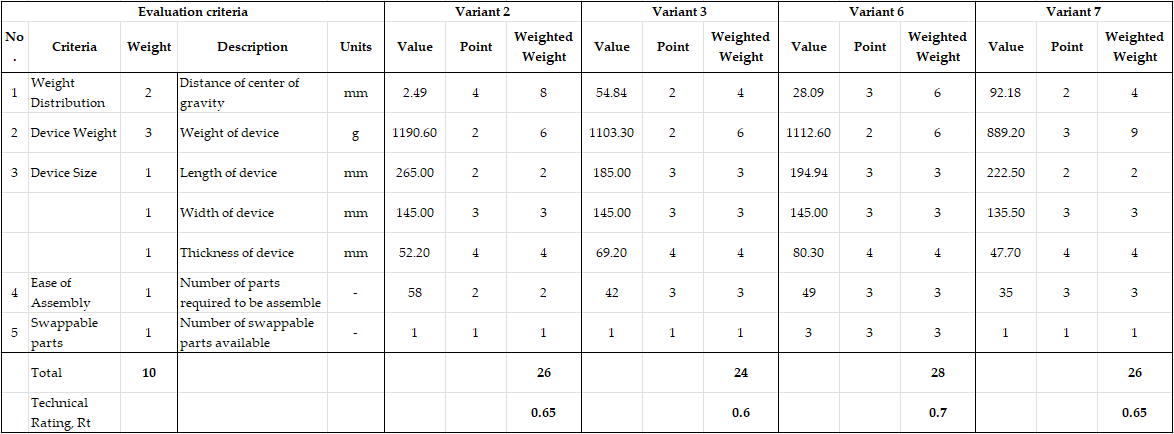 Evaluation criteria Variant 2 Variant 3 Variant 6 Variant 7
No. Criteria Weight Description Units Value Point Weighted Weight Value Point Weighted Weight Value Point Weighted Weight Value Point Weighted Weight
1 Weight Distribution 2 Distance of center of gravity mm 2.49 4 8 54.84 2 4 28.09 3 6 92.18 2 4
2 Device Weight 3 Weight of device g 1190.60 2 6 1103.30 2 6 1112.60 2 6 889.20 3 9
3 Device Size 1 Length of device mm 265.00 2 2 185.00 3 3 194.94 3 3 222.50 2 2
1 Width of device mm 145.00 3 3 145.00 3 3 145.00 3 3 135.50 3 3
1 Thickness of device mm 52.20 4 4 69.20 4 4 80.30 4 4 47.70 4 4
4 Ease of Assembly 1 Number of parts required to be assemble - 58 2 2 42 3 3 49 3 3 35 3 3
5 Swappable parts 1 Number of swappable parts available - 1 1 1 1 1 1 3 3 3 1 1 1
Total 10 26 24 28 26
Technical Rating, Rt 0.65 0.6 0.7 0.65